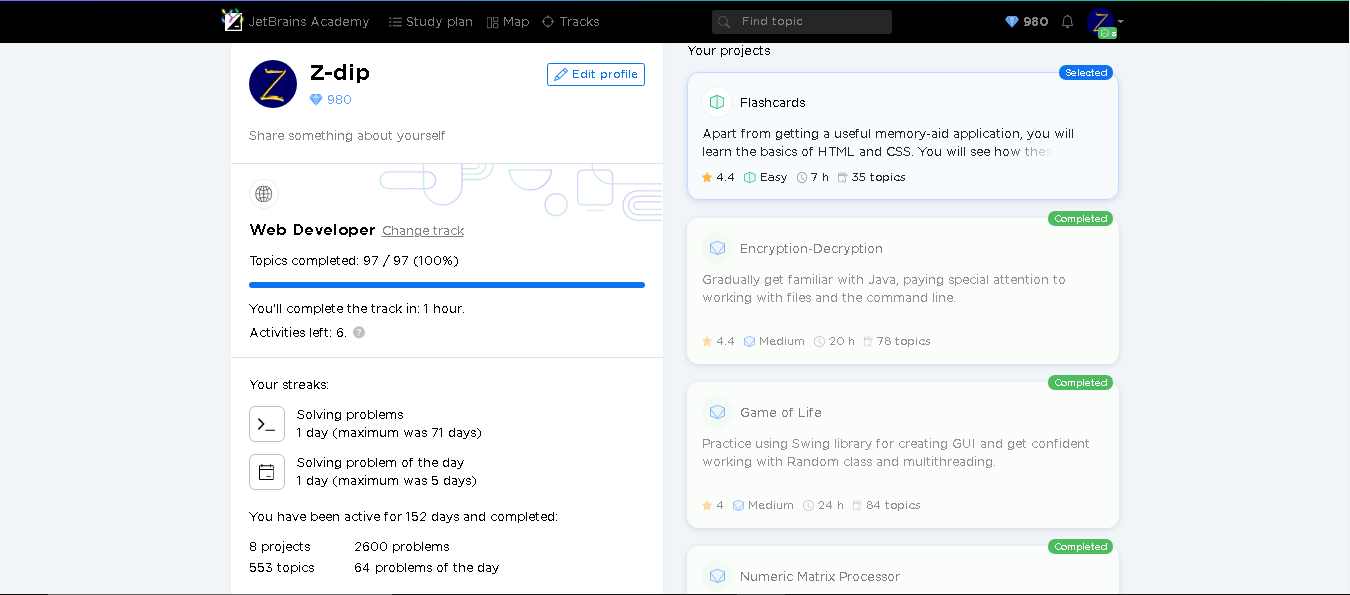 JetBrains Academy Study plan Map Tracks Find topic 980
Z-dip
980
Edit profile
Share something about yourself
Web Developer Change track
Topics completed: 97 / 97 (100%)
You'll complete the track in: 1 hour.
Activities left: 6. ?
Your streaks:
Solving problems
1 day (maximum was 71 days)
Solving problem of the day
1 day (maximum was 5 days)
You have been active for 152 days and completed:
8 projects 2600 problems
553 topics 64 problems of the day
Your projects
Selected
Flashcards
Apart from getting a useful memory-aid application, you will
learn the basics of HTML and CSS. You will see how these
4.4 Easy 7 h 35 topics
Completed
Encryption-Decryption
Gradually get familiar with Java, paying special attention to
working with files and the command line.
4.4 Medium 20 h 78 topics
Completed
Game of Life
Practice using Swing library for creating GUI and get confident
working with Random class and multithreading.
4 Medium 24 h 84 topics
Completed
Numeric Matrix Processor